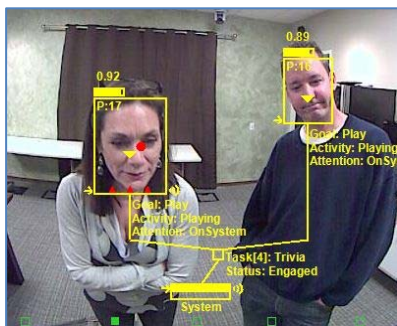 0.92
P:17
Goal: Play
Activity: Playing
Attention: OnSystem
0.89
P:16
Goal: Play
Activity: Playing
Attention: OnSy
Task[4]: Trivia
Status: Engaged
System